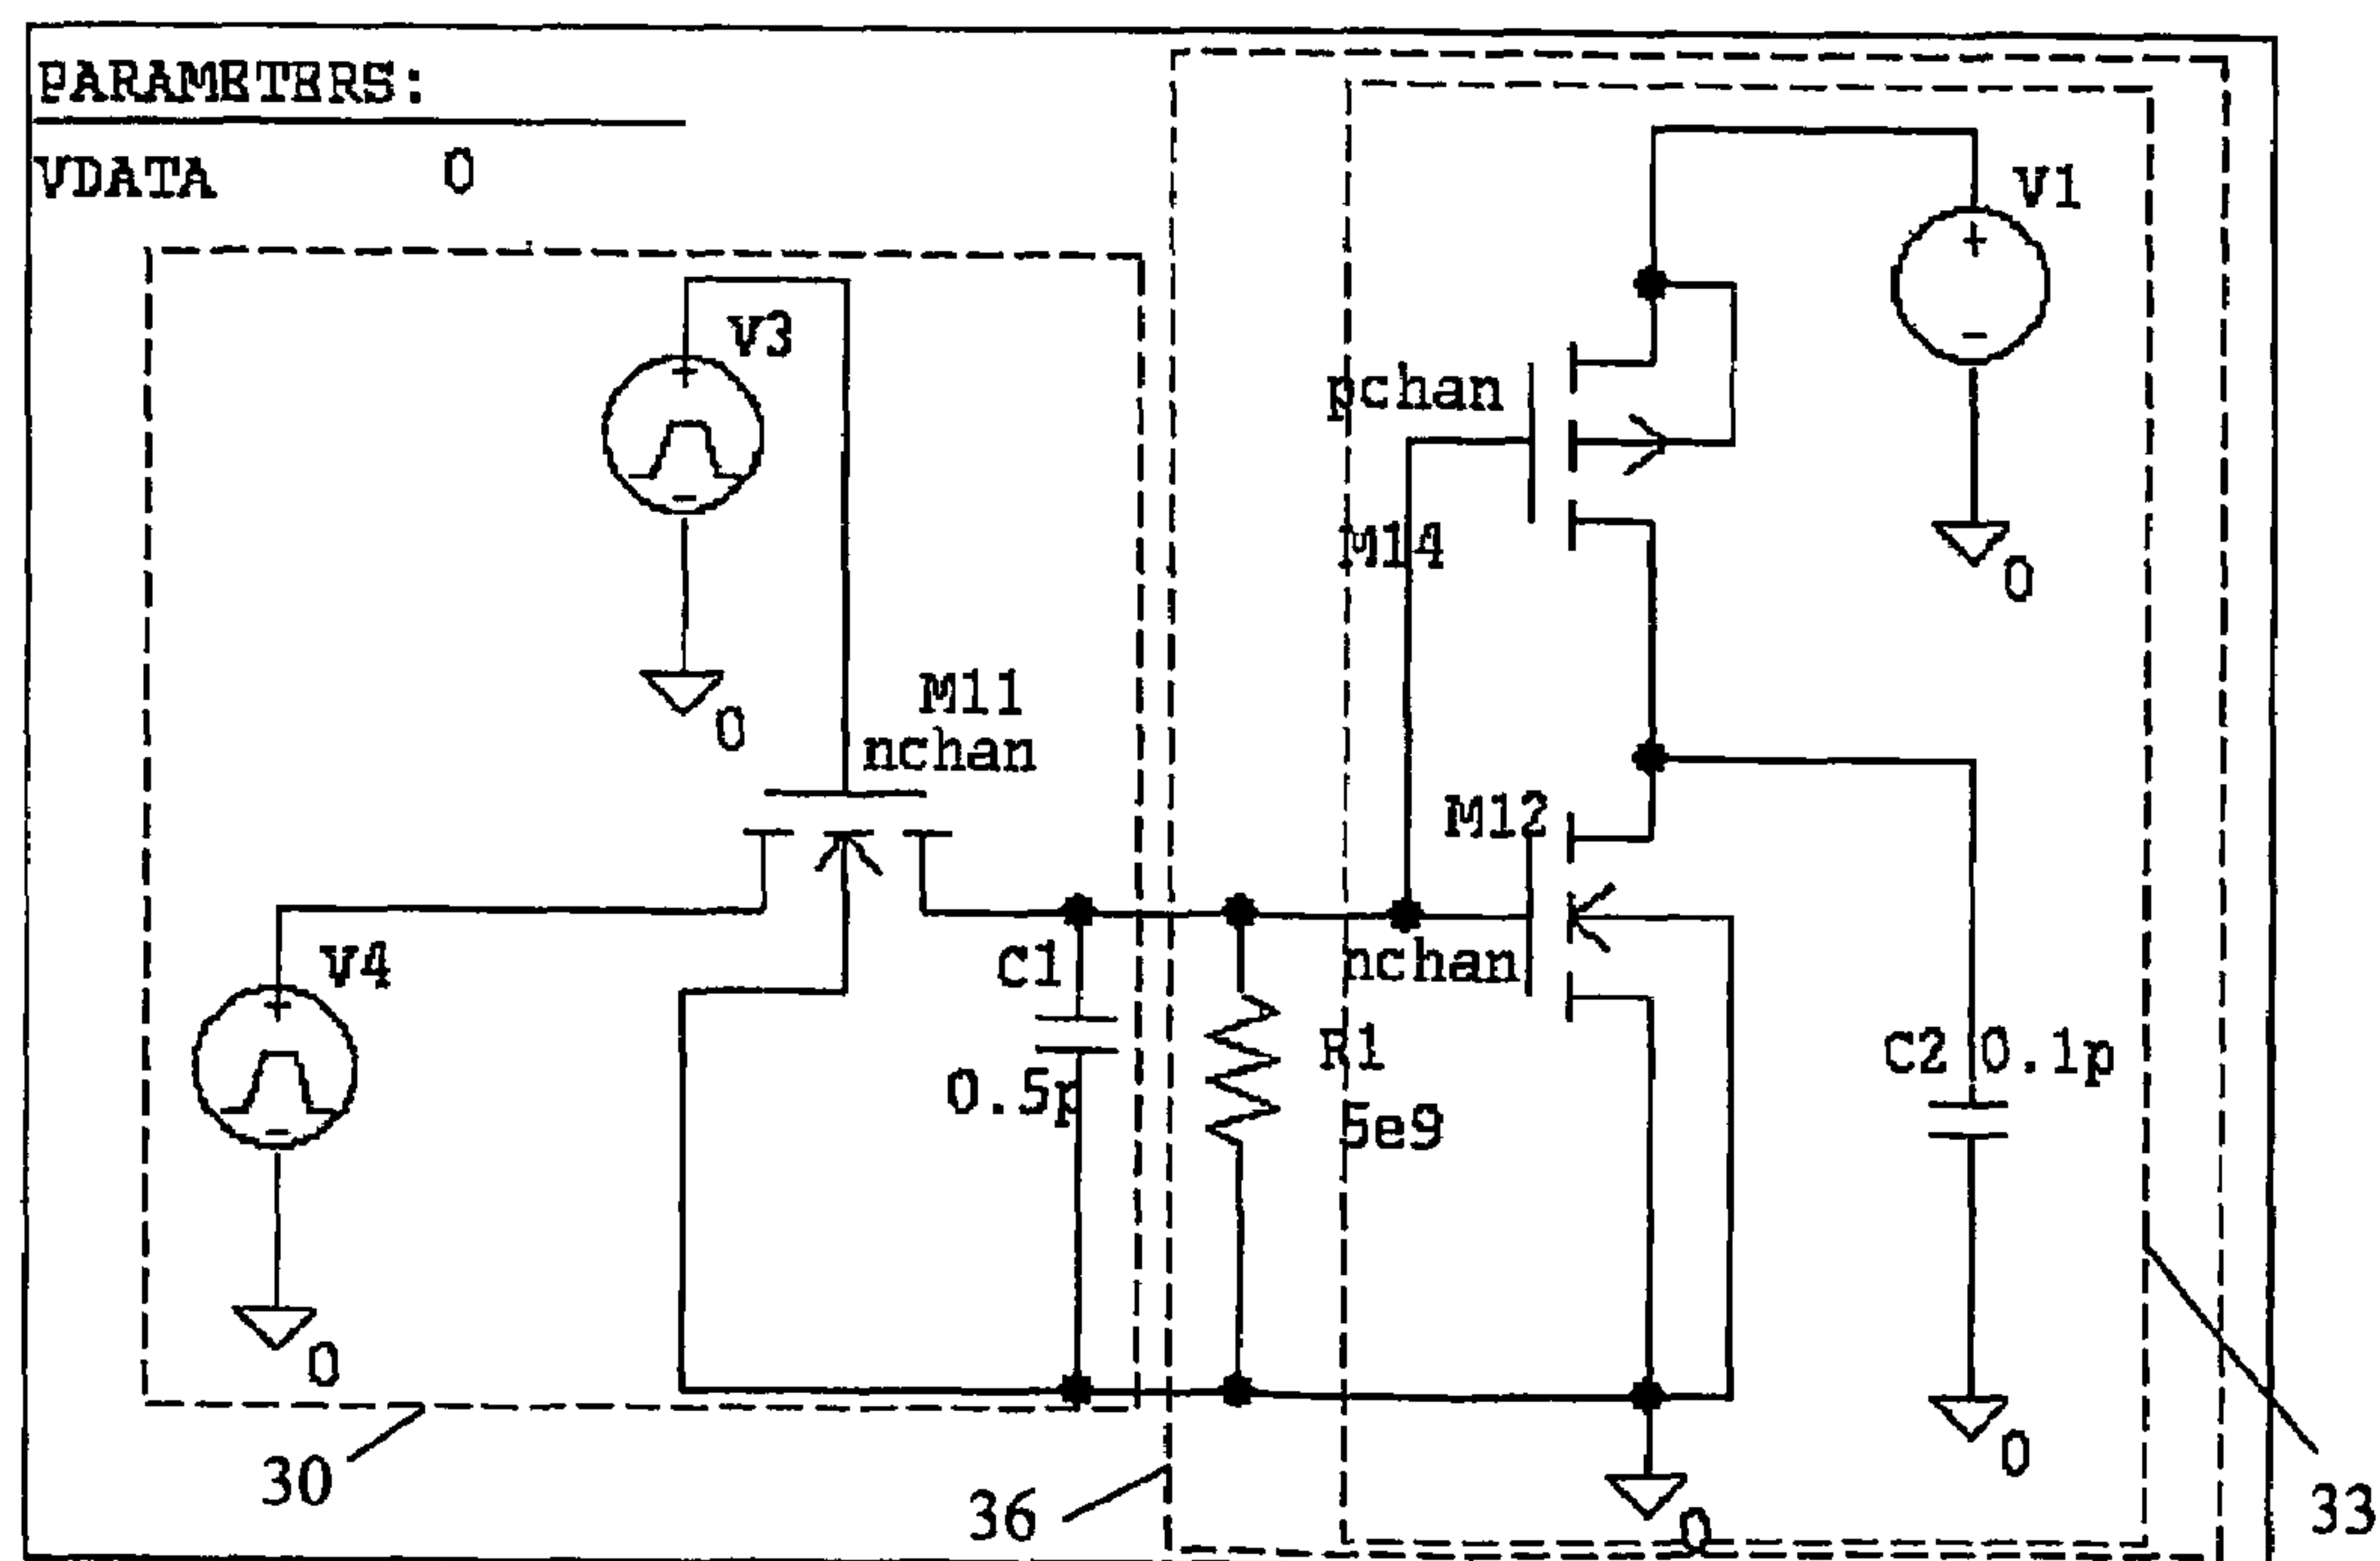 PARAMETERS:
VDATA 0
V1
V3
pchan
M14
0
M11
0
nchan
M12
V4
C1
nchan
R1
C2 0.1p
0.5p
5e9
0
0
30
36
0
33